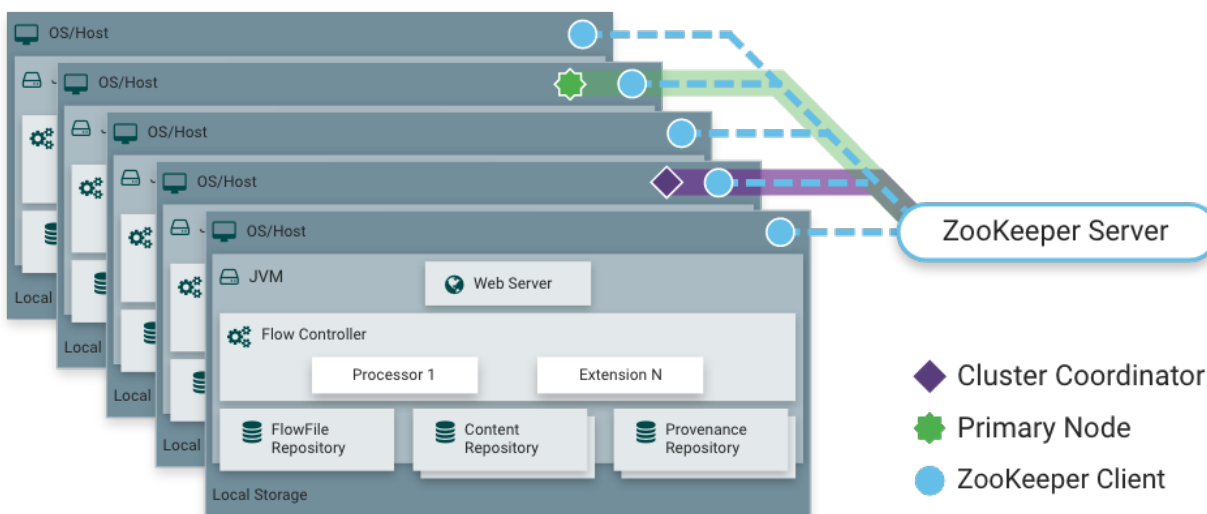 OS/Host
OS/Host
OS/Host
OS/Host
OS/Host
JVM
Web Server
Flow Controller
Processor 1
Extension N
FlowFile
Repository
Content
Repository
Provenance
Repository
Local
Local
Local
Local
Local Storage
ZooKeeper Server
Cluster Coordinator
Primary Node
ZooKeeper Client